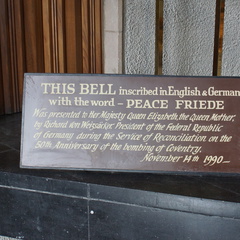 THIS BELL inscribed in English & German
with the word - PEACE FRIEDE
Was presented to Her Majesty Queen Elizabeth, the Queen Mother,
by Richard von Weizsäcker, President of the Federal Republic
of Germany during the Service of Reconciliation on the
50th Anniversary of the bombing of Coventry.
November 14th 1990